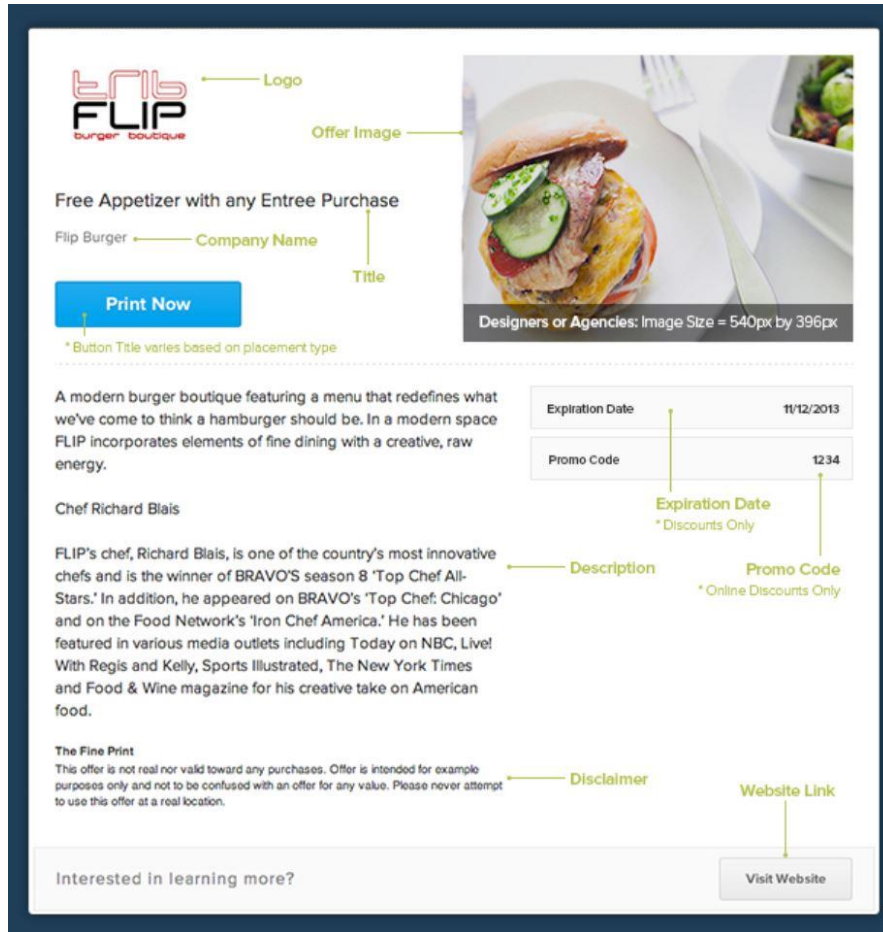 FLIP
burger boutique
Logo
Offer Image
Free Appetizer with any Entree Purchase
Flip Burger
Company Name
Title
Print Now
* Button Title varies based on placement type
Designers or Agencies: Image Size = 540px by 396px
A modern burger boutique featuring a menu that redefines what
we've come to think a hamburger should be. In a modern space
FLIP incorporates elements of fine dining with a creative, raw
energy.
Chef Richard Blais
FLIP's chef, Richard Blais, is one of the country's most innovative
chefs and is the winner of BRAVO'S season 8 'Top Chef All-
Stars.' In addition, he appeared on BRAVO's 'Top Chef: Chicago'
and on the Food Network's 'Iron Chef America.' He has been
featured in various media outlets including Today on NBC, Live!
With Regis and Kelly, Sports Illustrated, The New York Times
and Food & Wine magazine for his creative take on American
food.
Expiration Date 11/12/2013
Promo Code 1234
Expiration Date
* Discounts Only
Promo Code
* Online Discounts Only
Description
The Fine Print
This offer is not real nor valid toward any purchases. Offer is intended for example
purposes only and not to be confused with an offer for any value. Please never attempt
to use this offer at a real location.
Disclaimer
Website Link
Interested in learning more?
Visit Website